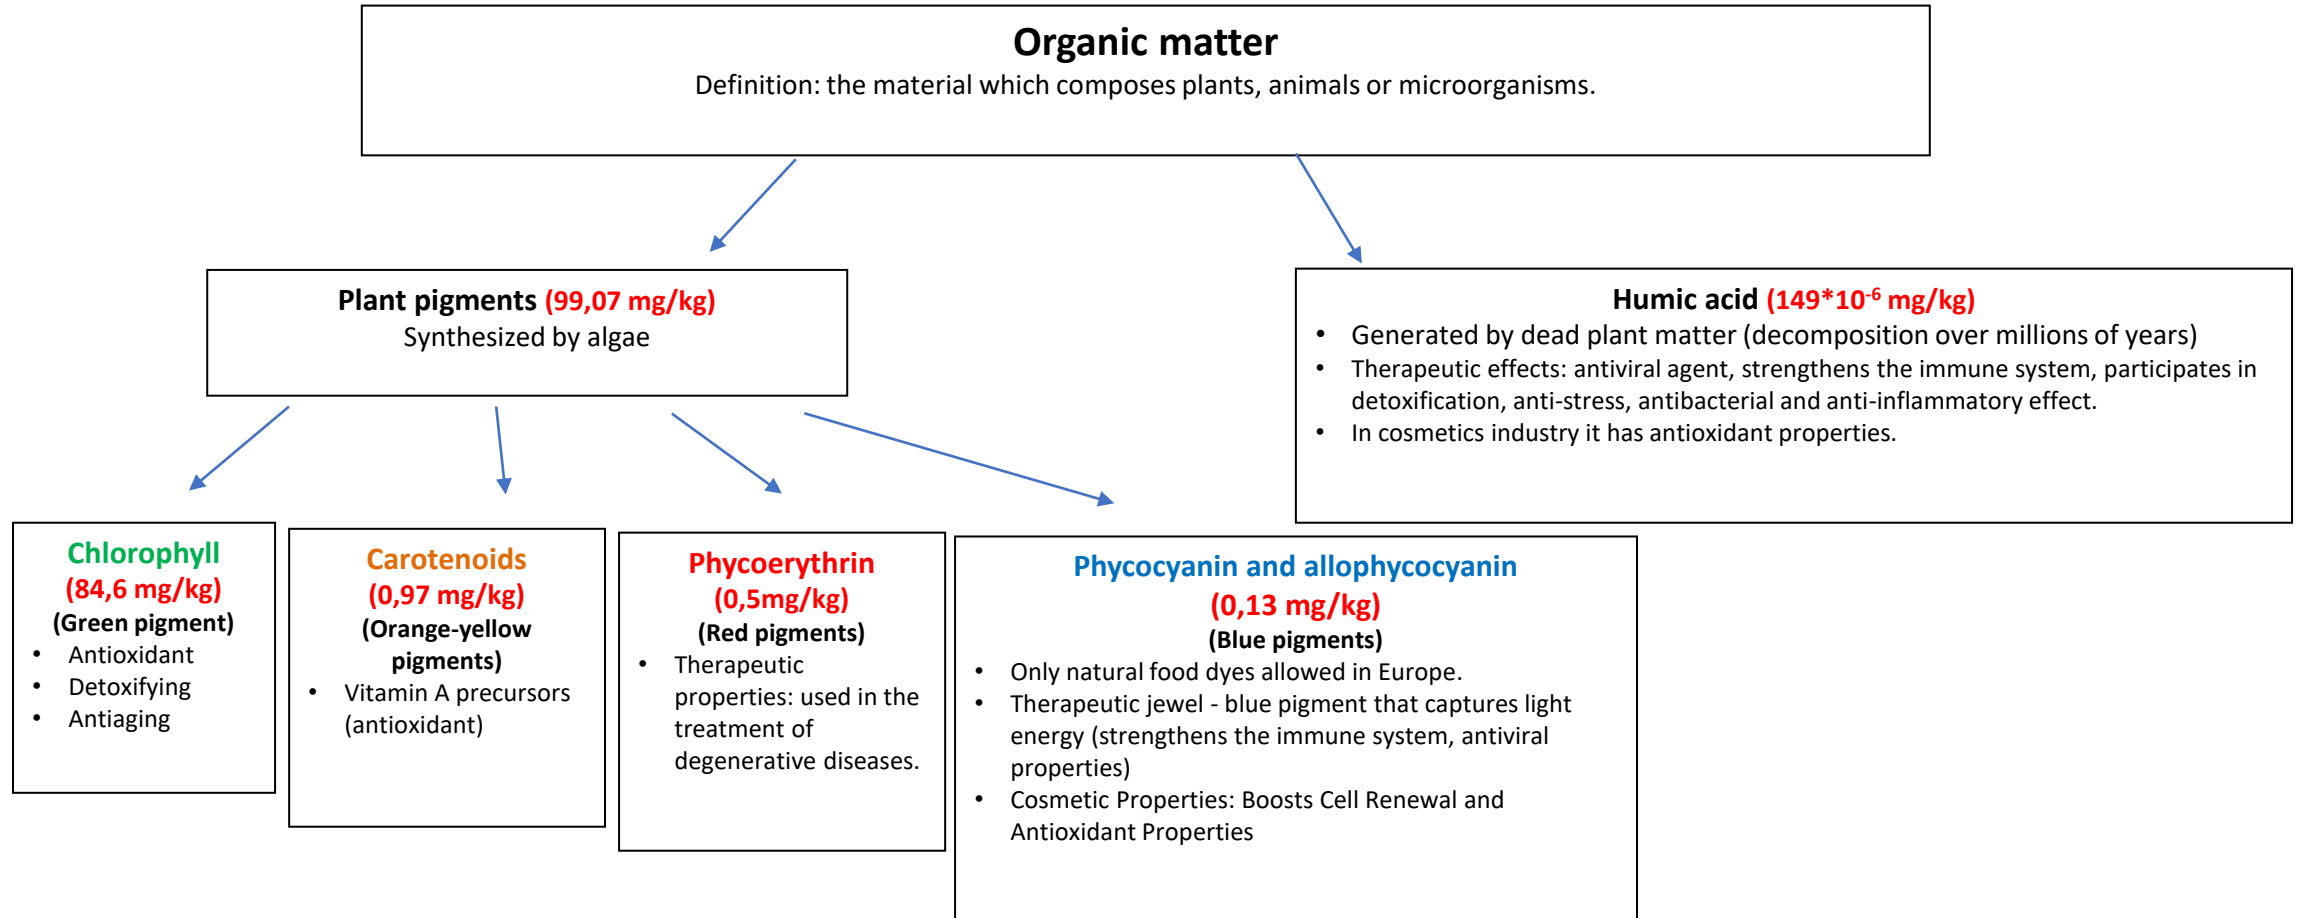 Organic matter
Definition: the material which composes plants, animals or microorganisms.
Plant pigments (99,07 mg/kg)
Synthesized by algae
Humic acid (149*10⁻⁶ mg/kg)
• Generated by dead plant matter (decomposition over millions of years)
• Therapeutic effects: antiviral agent, strengthens the immune system, participates in
detoxification, anti-stress, antibacterial and anti-inflammatory effect.
• In cosmetics industry it has antioxidant properties.
Chlorophyll
(84,6 mg/kg)
(Green pigment)
• Antioxidant
• Detoxifying
• Antiaging
Carotenoids
(0,97 mg/kg)
(Orange-yellow
pigments)
• Vitamin A precursors
(antioxidant)
Phycoerythrin
(0,5mg/kg)
(Red pigments)
• Therapeutic
properties: used in the
treatment of
degenerative diseases.
Phycocyanin and allophycocyanin
(0,13 mg/kg)
(Blue pigments)
• Only natural food dyes allowed in Europe.
• Therapeutic jewel - blue pigment that captures light
energy (strengthens the immune system, antiviral
properties)
• Cosmetic Properties: Boosts Cell Renewal and
Antioxidant Properties